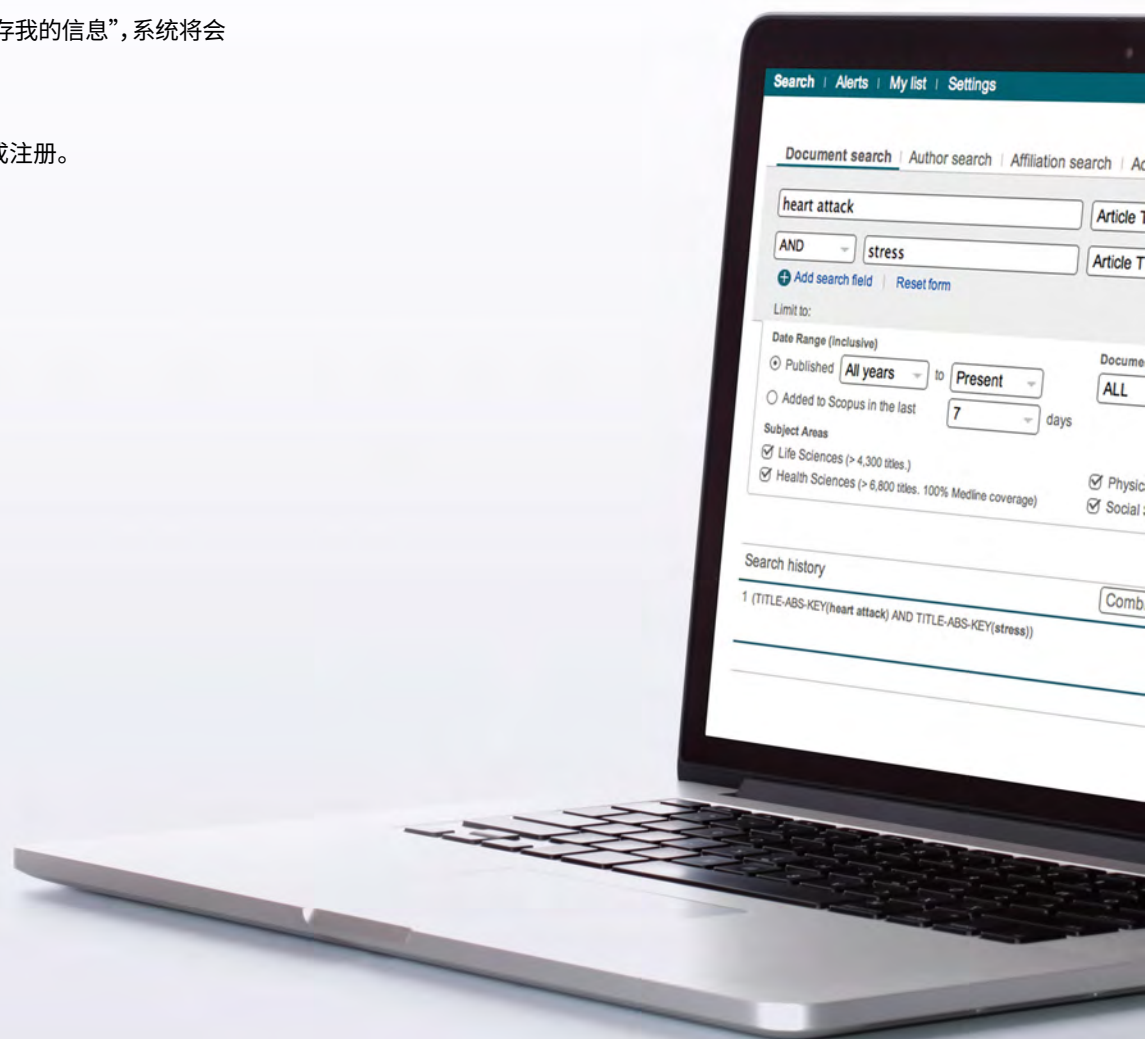 存我的信息”，系统将会
或注册。
Search | Alerts | My list | Settings
Document search | Author search | Affiliation search |
heart attack
Article
AND stress
Article
Add search field | Reset form
Limit to:
Date Range (inclusive)
Published All years to Present
ALL
Added to Scopus in the last 7 days
Subject Areas
Life Sciences (> 4,300 titles.)
Health Sciences (> 6,800 titles. 100% Medline coverage)
Social
Search history
1 (TITLE-ABS-KEY(heart attack) AND TITLE-ABS-KEY(stress))